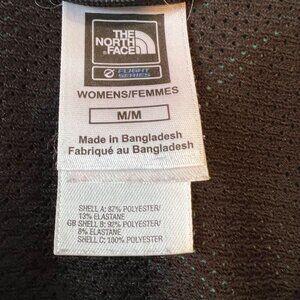 THE
NORTH
FACE
FLIGHT
SERIES
WOMENS/FEMMES
M/M
Made in Bangladesh
Fabriqué au Bangladesh
SHELL A: 87% POLYESTER/
13% ELASTANE
GB SHELL B: 92% POLYESTER/
8% ELASTANE
SHELL C: 100% POLYESTER